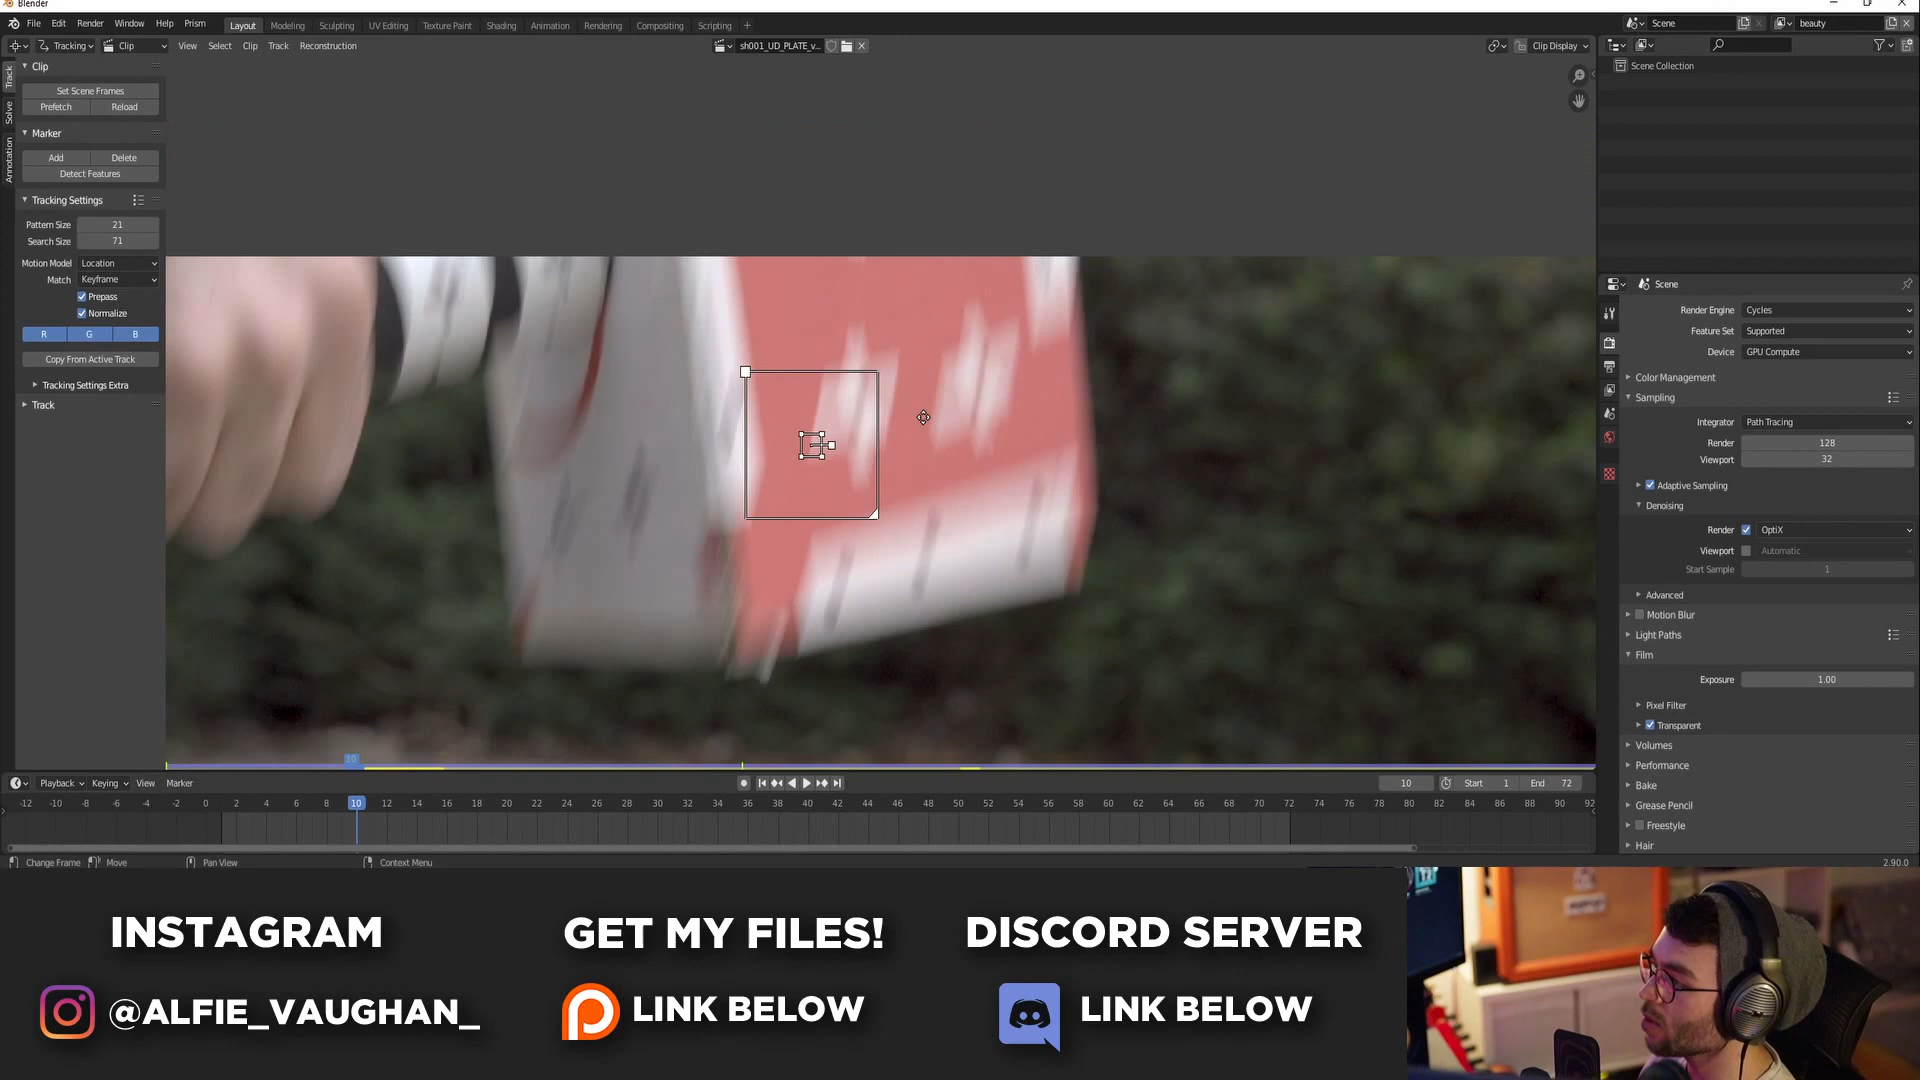 Blender
File Edit Render Window Help Prism
Layout Modeling Sculpting UV Editing Texture Paint Shading Animation Rendering Compositing Scripting +
Scene
beauty
Tracking Clip View Select Clip Track Reconstruction
sh001_UD_PLATE_v...
Clip Display
Track
Solve
Annotation
Clip
Set Scene Frames
Prefetch Reload
Marker
Add Delete
Detect Features
Tracking Settings
Pattern Size 21
Search Size 71
Motion Model Location
Match Keyframe
Prepass
Normalize
R G B
Copy From Active Track
Tracking Settings Extra
Track
Scene Collection
Scene
Render Engine Cycles
Feature Set Supported
Device GPU Compute
Color Management
Sampling
Integrator Path Tracing
Render 128
Viewport 32
Adaptive Sampling
Denoising
Render OptiX
Viewport Automatic
Start Sample 1
Advanced
Motion Blur
Light Paths
Film
Exposure 1.00
Pixel Filter
Transparent
Volumes
Performance
Bake
Grease Pencil
Freestyle
Hair
10
Playback Keying View Marker
10 Start 1 End 72
-12 -10 -8 -6 -4 -2 0 2 4 6 8 10 12 14 16 18 20 22 24 26 28 30 32 34 36 38 40 42 44 46 48 50 52 54 56 58 60 62 64 66 68 70 72 74 76 78 80 82 84 86 88 90 92
Change Frame Move Pan View Context Menu
2.90.0
INSTAGRAM
@ALFIE_VAUGHAN_
GET MY FILES!
LINK BELOW
DISCORD SERVER
LINK BELOW